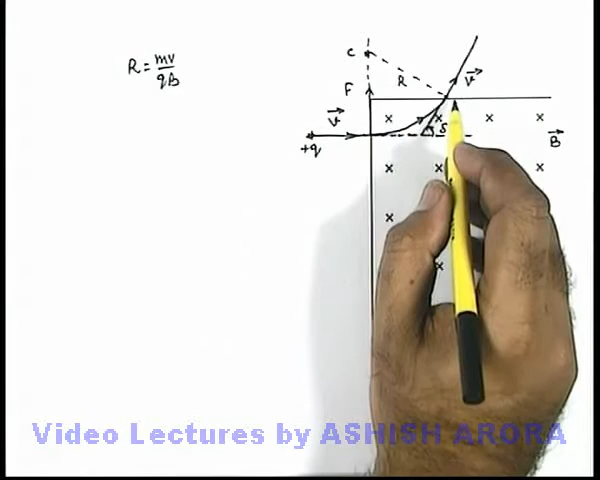 R = mv/qB
C
R
F
V⃗
V⃗
+q
δ
B⃗
× × × ×
× × ×
×
×
Video Lectures by ASHISH ARORA